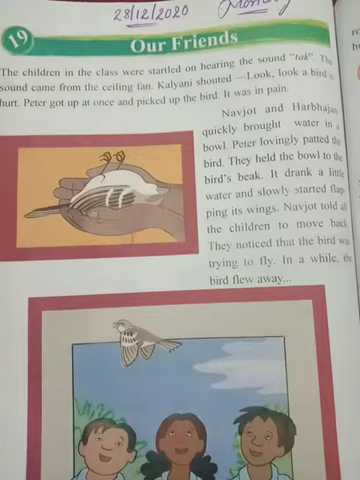 28/12/2020
19
Our Friends
The children in the class were startled on hearing the sound "tak". The
sound came from the ceiling fan. Kalyani shouted —Look, look a bird is
hurt. Peter got up at once and picked up the bird. It was in pain.
Navjot and Harbhajan
quickly brought water in a
bowl. Peter lovingly patted the
bird. They held the bowl to the
bird's beak. It drank a little
water and slowly started flap-
ping its wings. Navjot told all
the children to move back.
They noticed that the bird was
trying to fly. In a while, the
bird flew away...